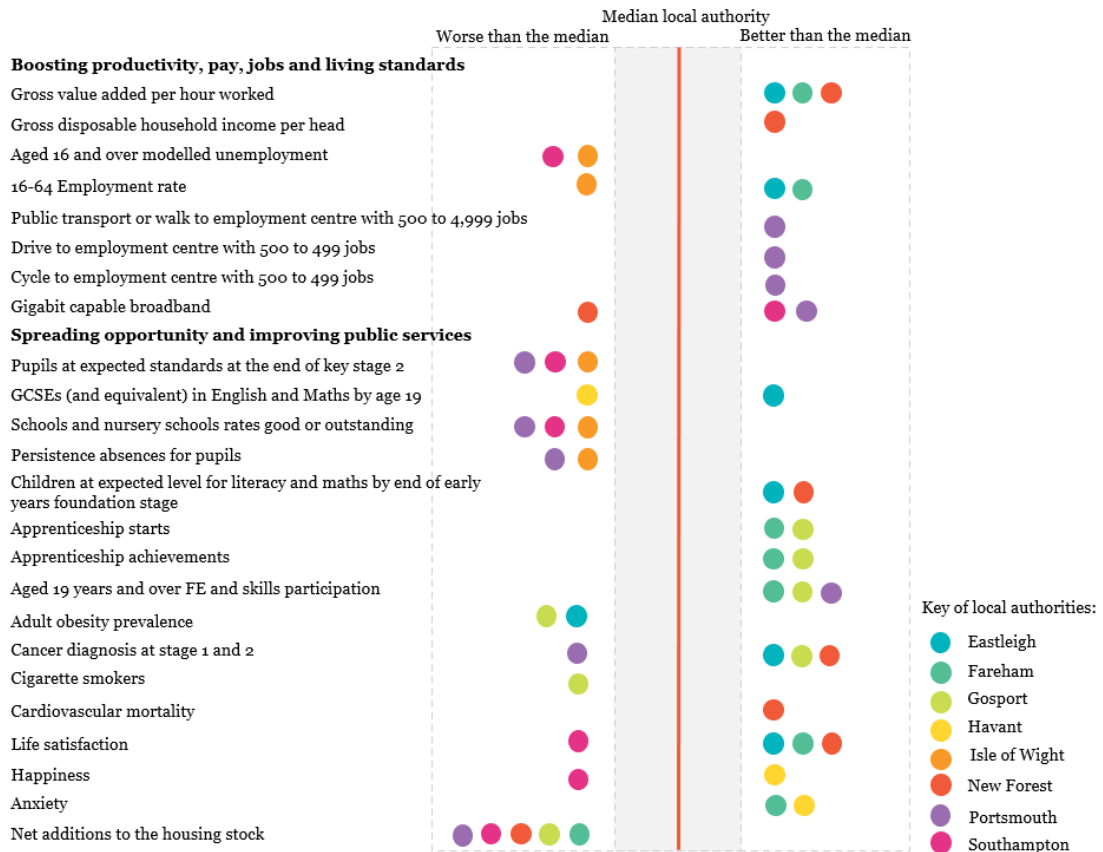 Median local authority
Worse than the median
Better than the median
Boosting productivity, pay, jobs and living standards
Gross value added per hour worked
Gross disposable household income per head
Aged 16 and over modelled unemployment
16-64 Employment rate
Public transport or walk to employment centre with 500 to 4,999 jobs
Drive to employment centre with 500 to 499 jobs
Cycle to employment centre with 500 to 499 jobs
Gigabit capable broadband
Spreading opportunity and improving public services
Pupils at expected standards at the end of key stage 2
GCSEs (and equivalent) in English and Maths by age 19
Schools and nursery schools rates good or outstanding
Persistence absences for pupils
Children at expected level for literacy and maths by end of early
years foundation stage
Apprenticeship starts
Apprenticeship achievements
Aged 19 years and over FE and skills participation
Adult obesity prevalence
Cancer diagnosis at stage 1 and 2
Cigarette smokers
Cardiovascular mortality
Life satisfaction
Happiness
Anxiety
Net additions to the housing stock
Key of local authorities:
Eastleigh
Fareham
Gosport
Havant
Isle of Wight
New Forest
Portsmouth
Southampton